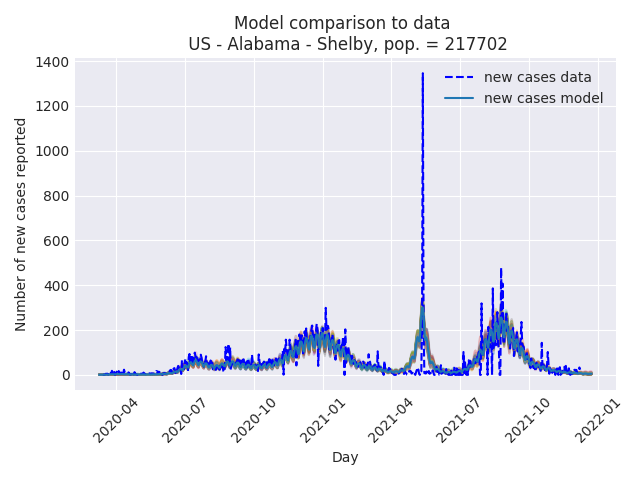 Model comparison to data
US - Alabama - Shelby, pop. = 217702
new cases data
new cases model
Number of new cases reported
1400
1200
1000
800
600
400
200
0
2020-04
2020-07
2020-10
2021-01
2021-04
2021-07
2021-10
2022-01
Day